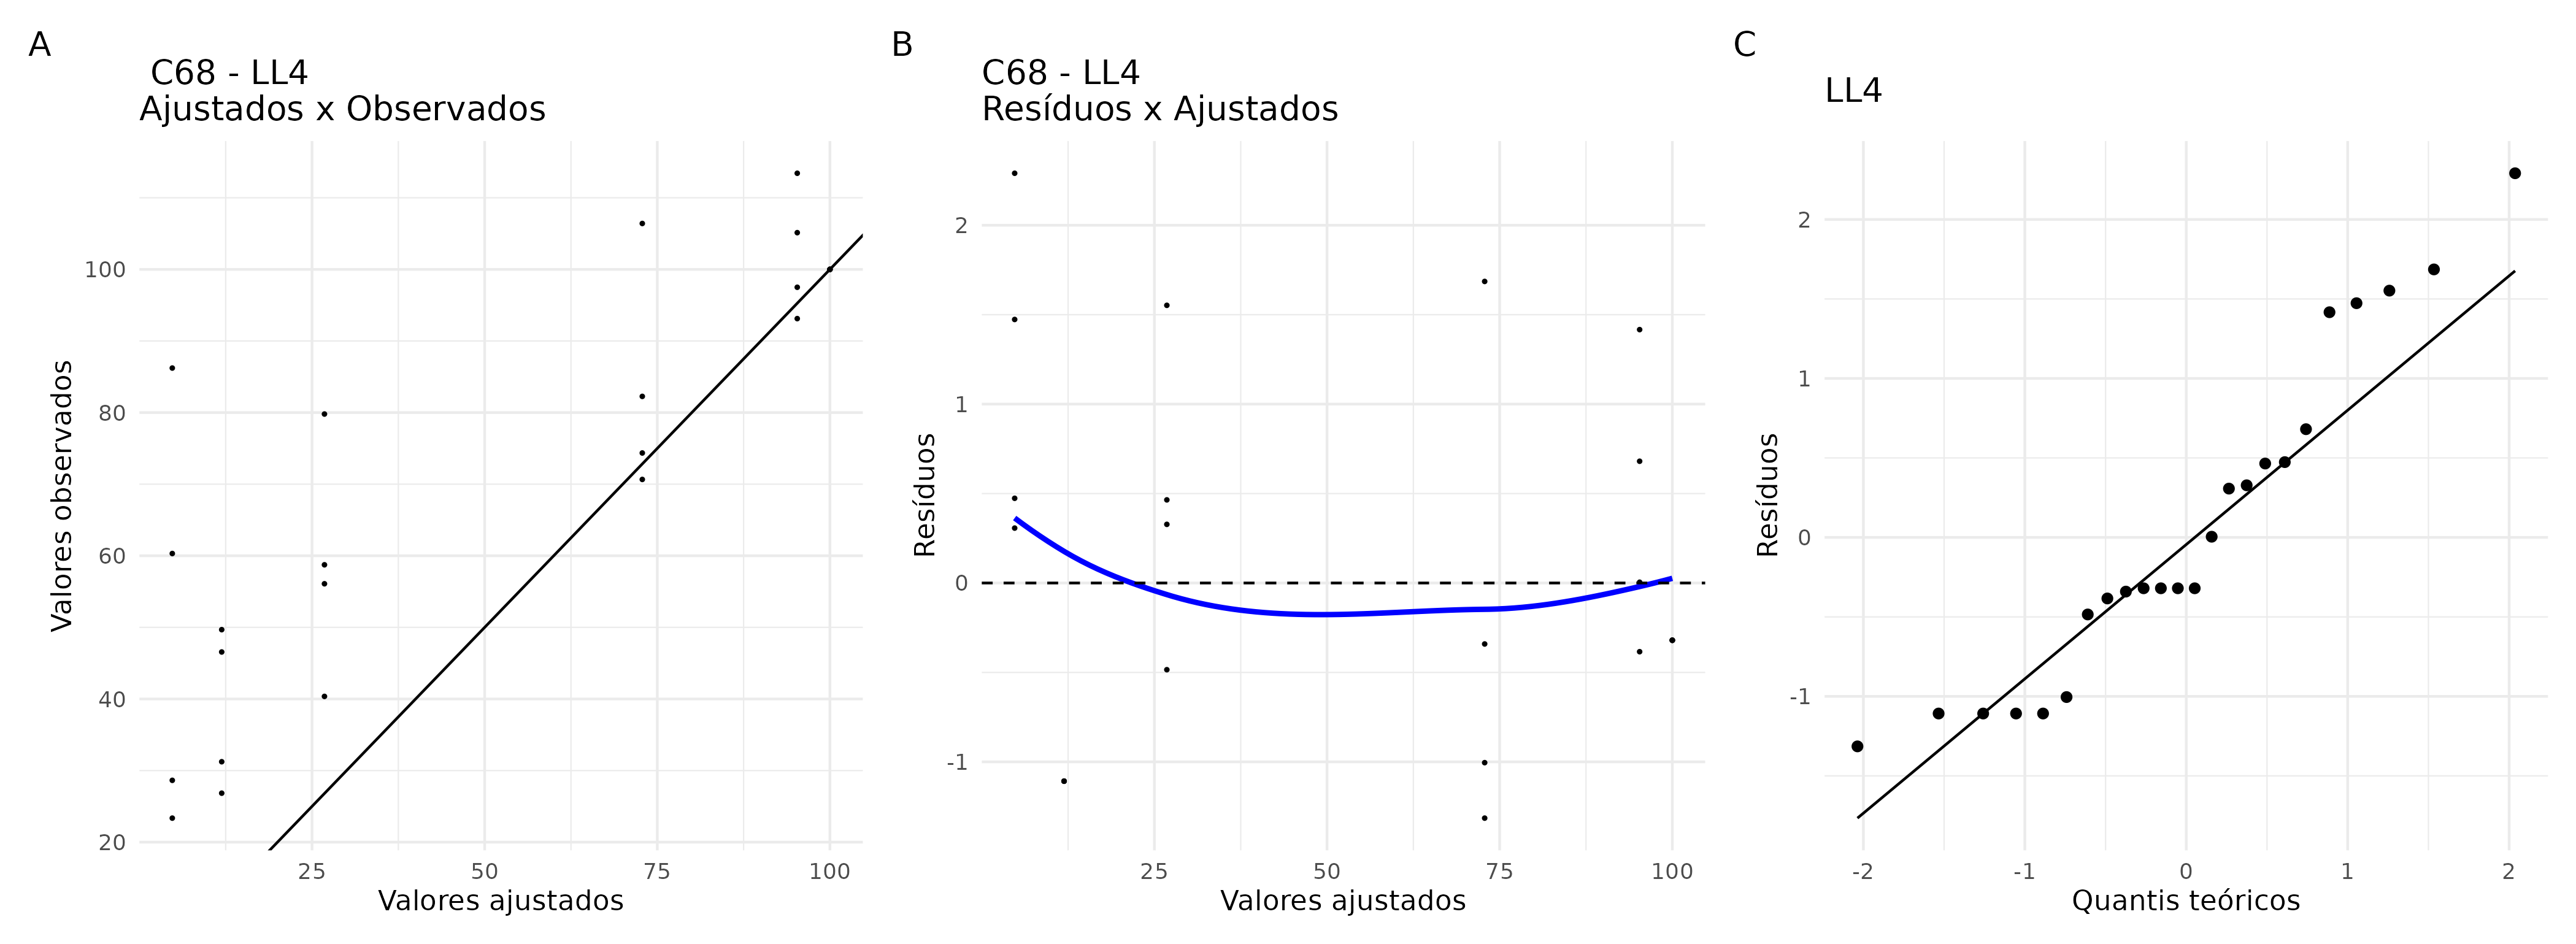 A
C68 - LL4
Ajustados x Observados
Valores observados
100
80
60
40
20
25
50
75
100
Valores ajustados
B
C68 - LL4
Resíduos x Ajustados
Resíduos
2
1
0
-1
25
50
75
100
Valores ajustados
C
LL4
Resíduos
2
1
0
-1
-2
-1
0
1
2
Quantis teóricos